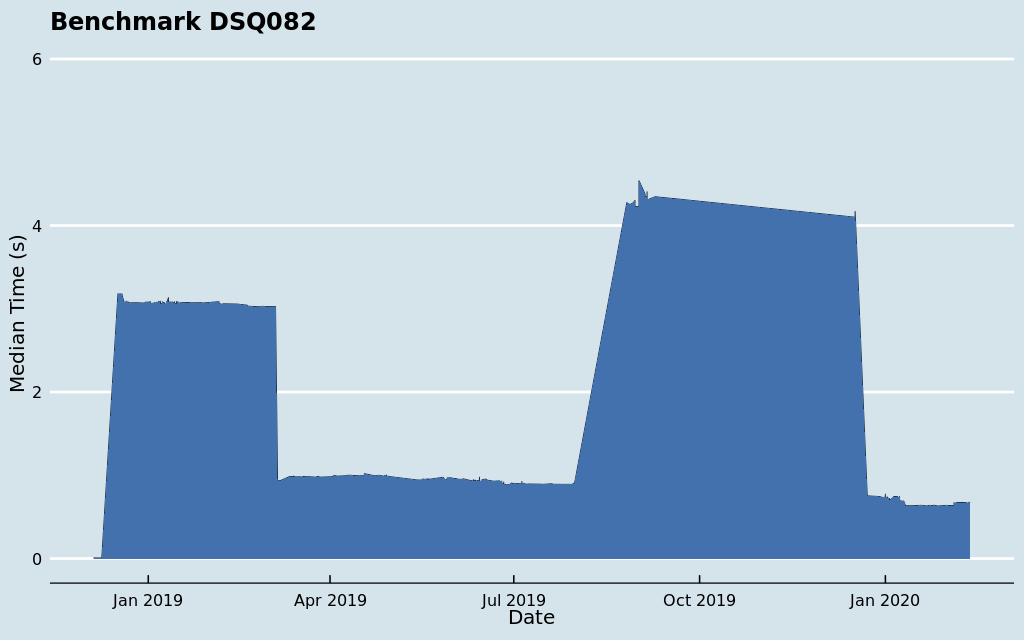 Benchmark DSQ082
Median Time (s)
6
4
2
0
Jan 2019
Apr 2019
Jul 2019
Oct 2019
Jan 2020
Date